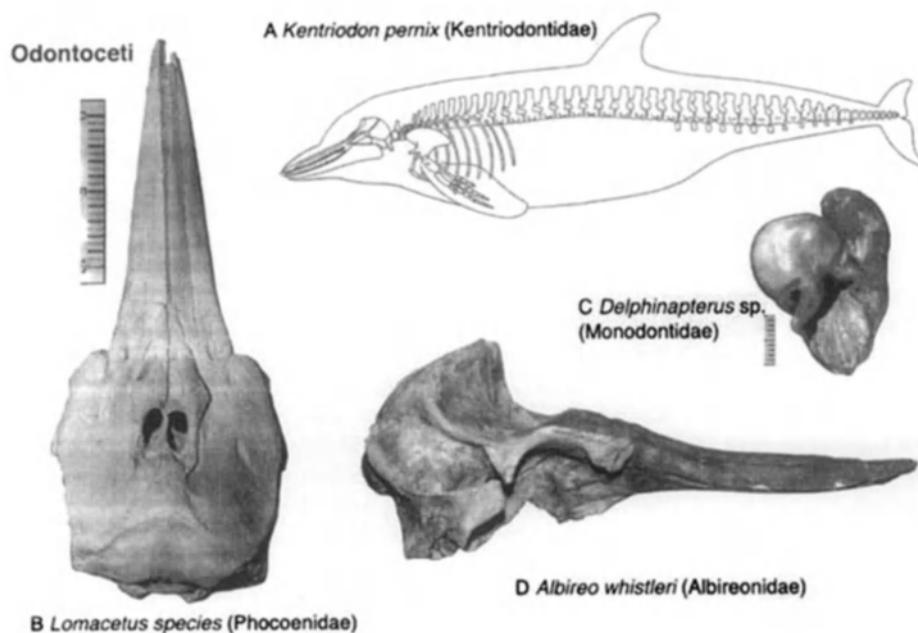 A Kentriodon pernix (Kentriodontidae)
Odontoceti
C Delphinapterus sp.
(Monodontidae)
D Albireo whistleri (Albireonidae)
B Lomacetus species (Phocoenidae)